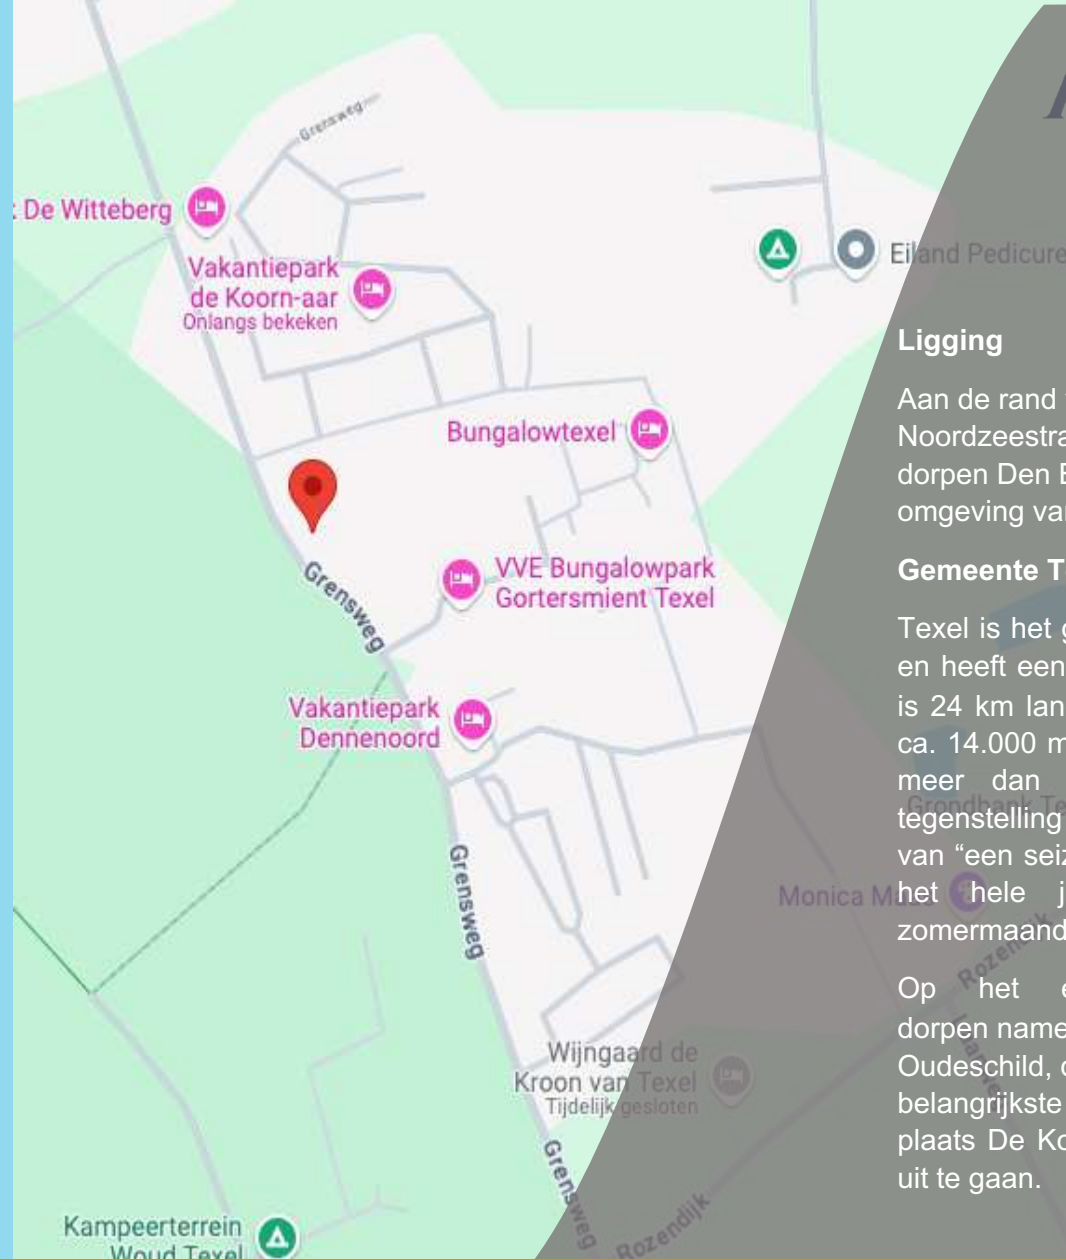 Grensweg
De Witteberg
Vakantiepark
de Koorn-aar
Onlangs bekeken
Eiland Pedicure
Bungalowtexel
VVE Bungalowpark
Gortersmient Texel
Grensweg
Vakantiepark
Dennenoord
Grensweg
Monica
Rozendijk
Wijngaard de
Kroon van Texel
Tijdelijk gesloten
Grensweg
Rozendijk
Kampeerterrein
Woud Texel
Ligging
Aan de rand
Noordzeestra
dorpen Den
omgeving va
Gemeente T
Texel is het
en heeft een
is 24 km lan
ca. 14.000 m
meer dan
tegenstelling
van “een seiz
het hele j
zomermaand
Op het e
dorpen name
Oudeschild,
belangrijkste
plaats De Ko
uit te gaan.